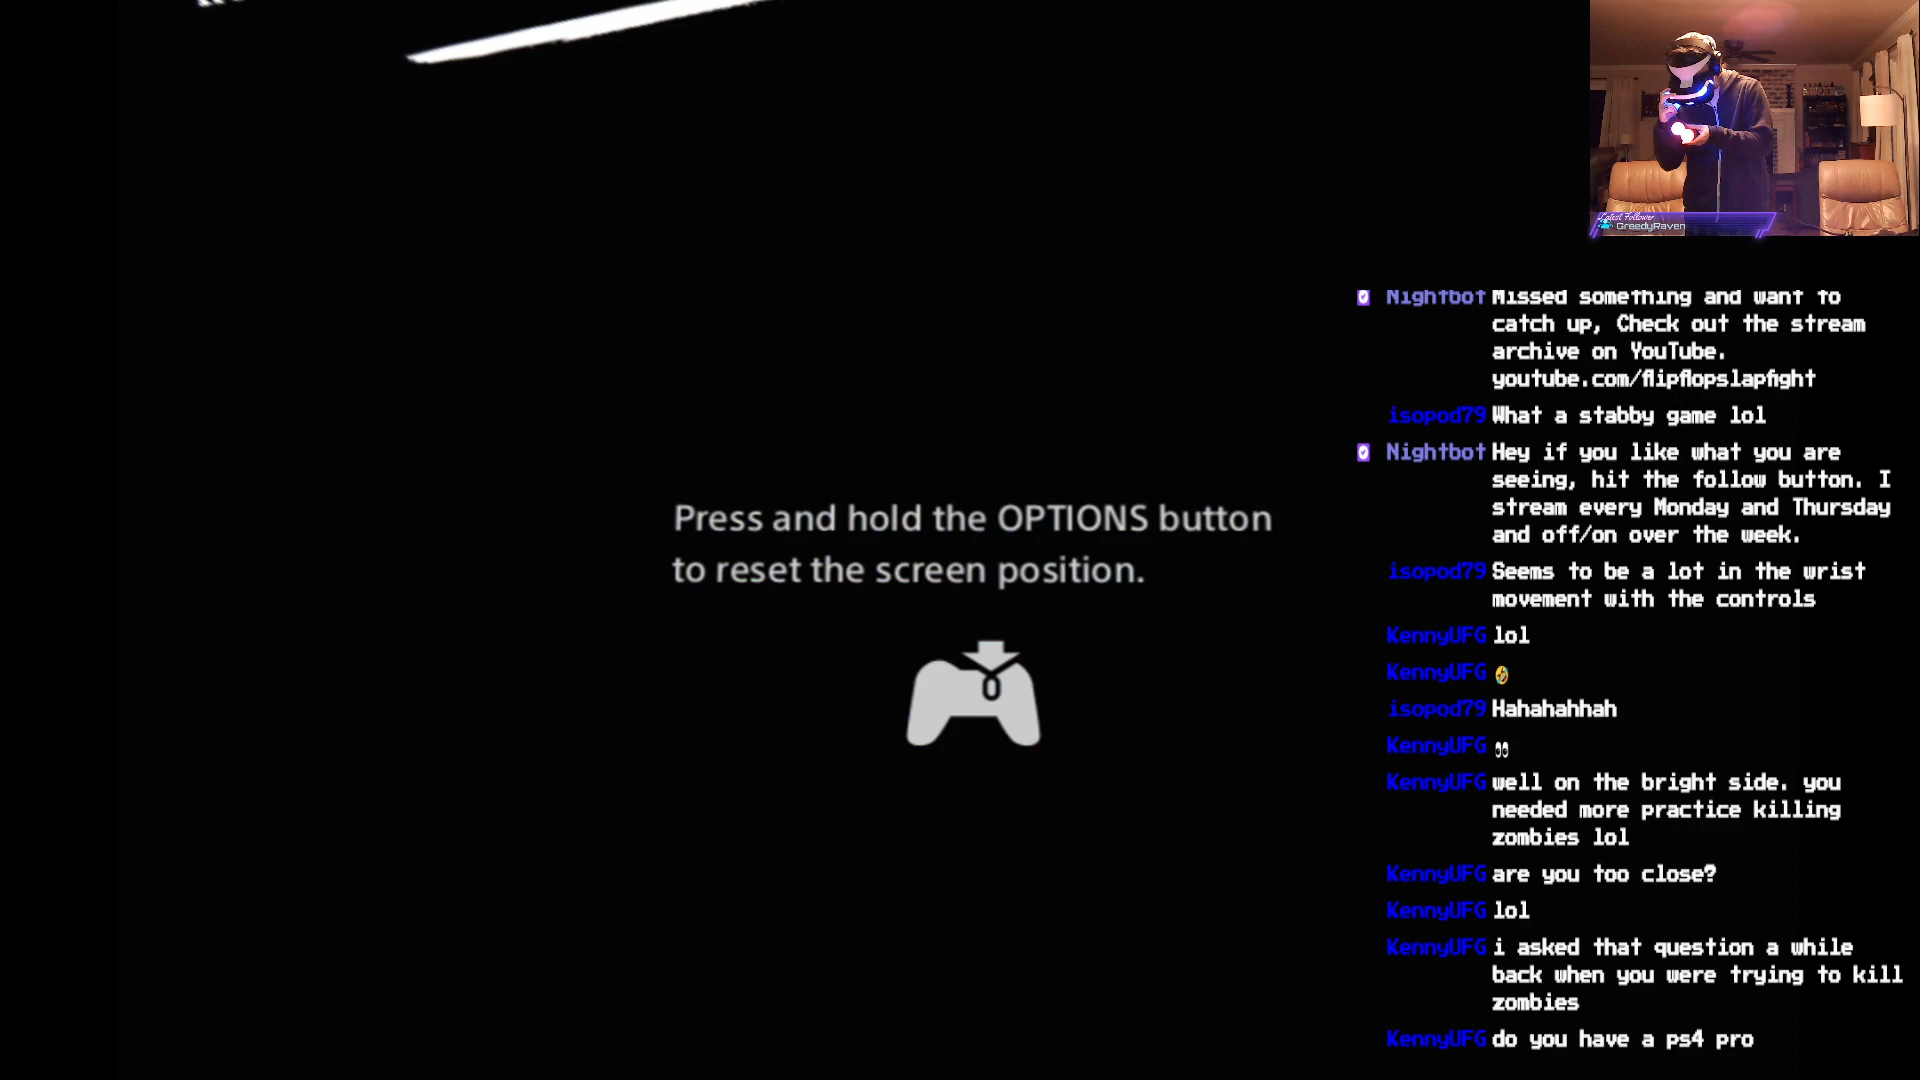 Latest Follower
GreedyRaven
Press and hold the OPTIONS button
to reset the screen position.
Nightbot Missed something and want to
catch up, Check out the stream
archive on YouTube.
youtube.com/flipflopslapfight
isopod79 What a stabby game lol
Nightbot Hey if you like what you are
seeing, hit the follow button. I
stream every Monday and Thursday
and off/on over the week.
isopod79 Seems to be a lot in the wrist
movement with the controls
KennyUFG lol
KennyUFG 🤣
isopod79 Hahahahhah
KennyUFG 👀
KennyUFG well on the bright side. you
needed more practice killing
zombies lol
KennyUFG are you too close?
KennyUFG lol
KennyUFG i asked that question a while
back when you were trying to kill
zombies
KennyUFG do you have a ps4 pro